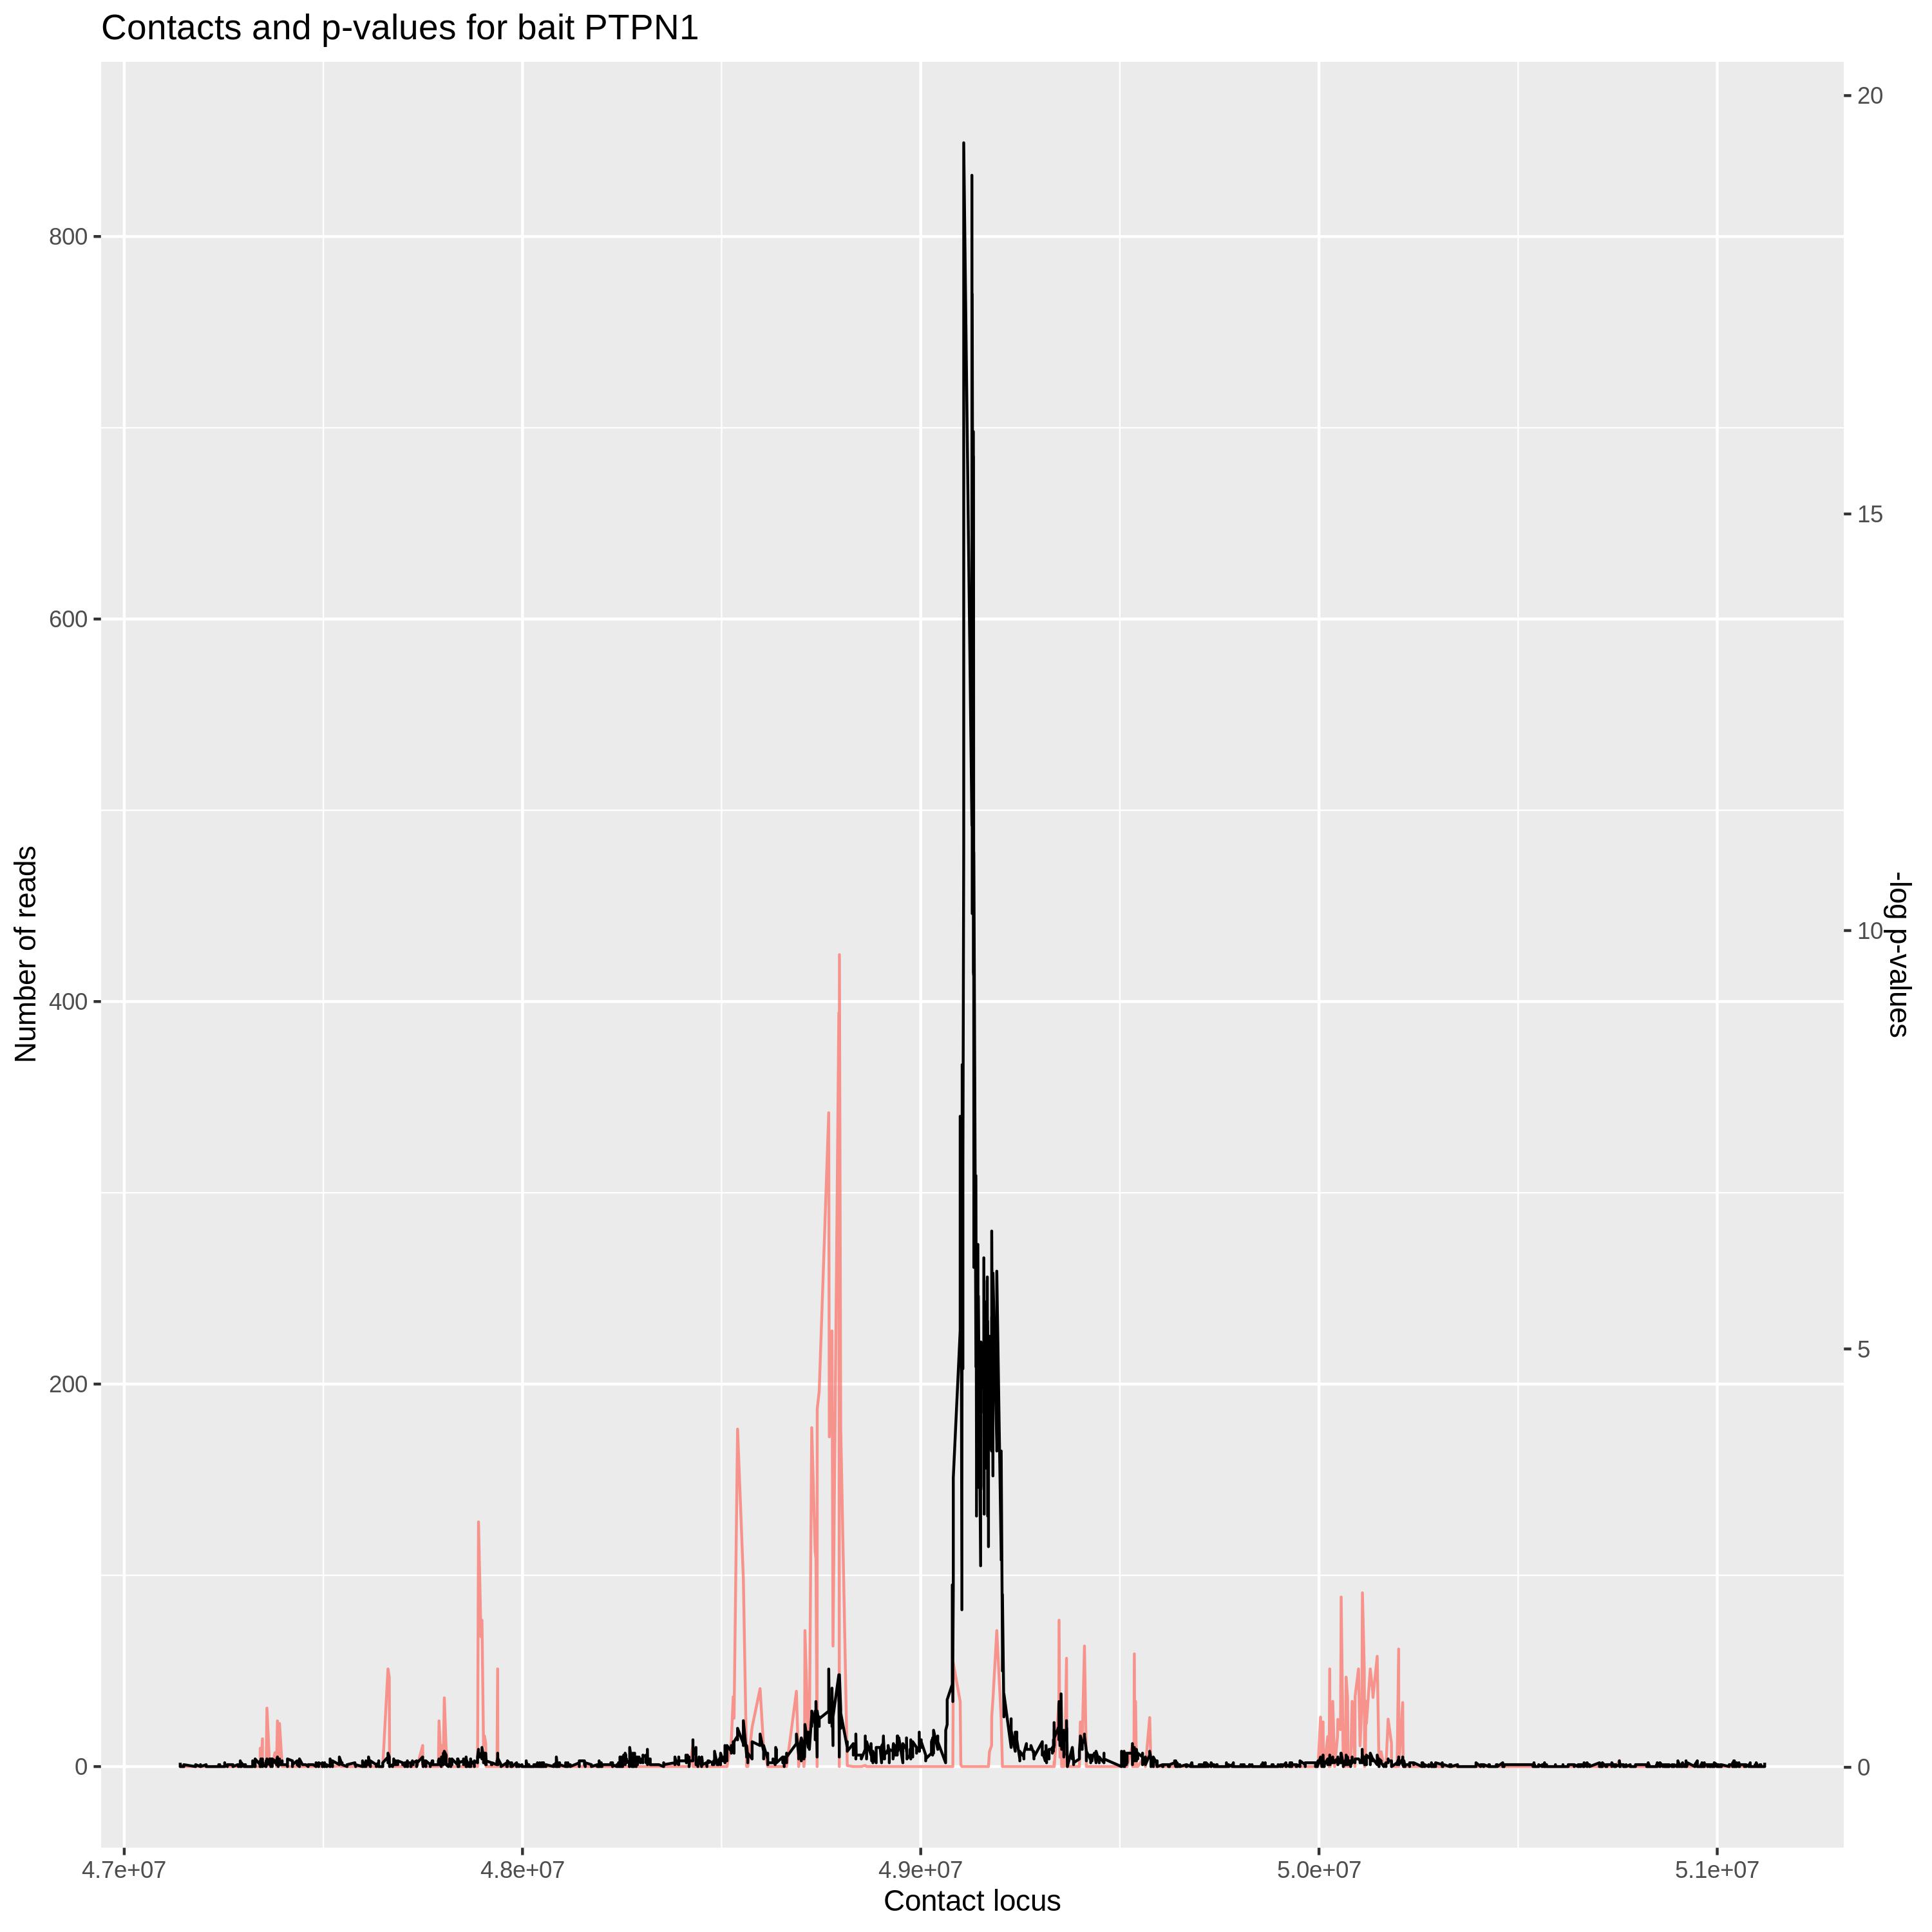 Contacts and p-values for bait PTPN1
20
800
15
600
Number of reads
-log p-values
10
400
5
200
0
0
4.7e+07
4.8e+07
4.9e+07
5.0e+07
5.1e+07
Contact locus